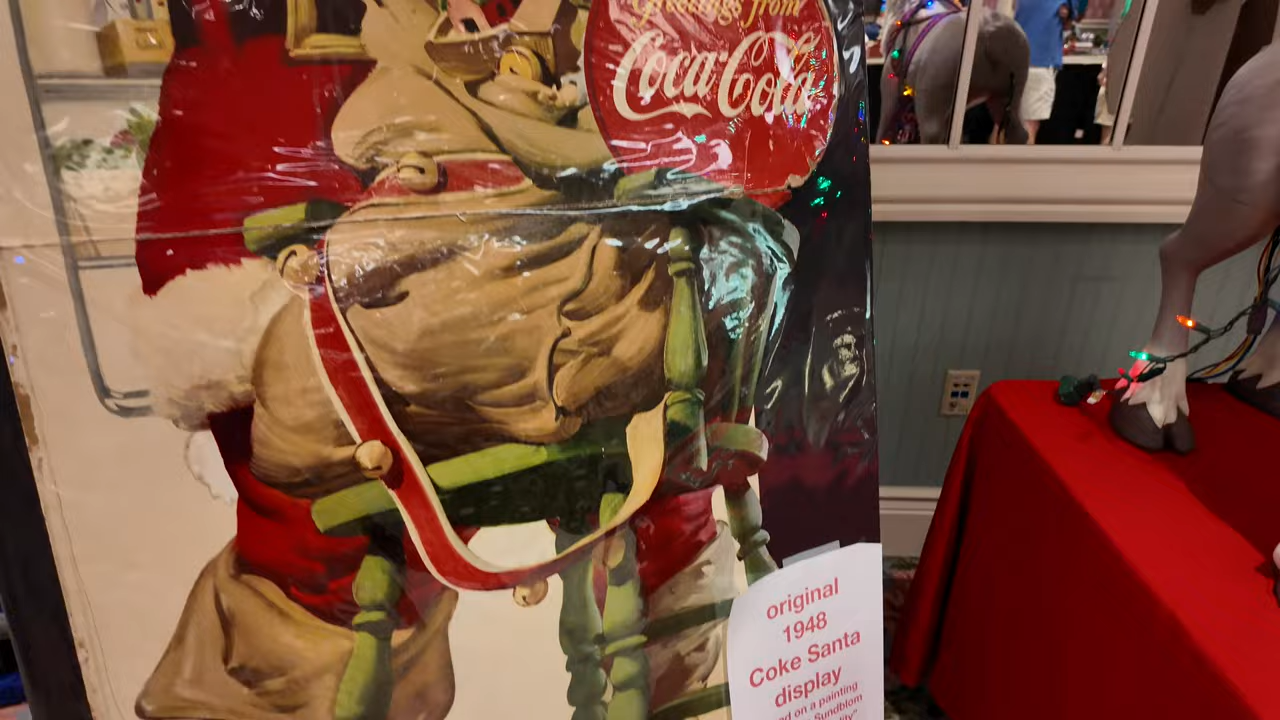 Greetings from
Coca-Cola
original
1948
Coke Santa
display
on a painting
Sundblom